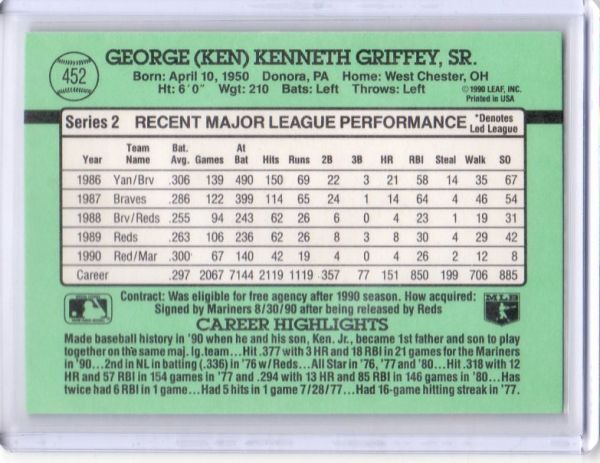 452
GEORGE (KEN) KENNETH GRIFFEY, SR.
Born: April 10, 1950 Donora, PA Home: West Chester, OH
Ht: 6'0" Wgt: 210 Bats: Left Throws: Left
©1990 LEAF, INC.
Printed in USA
Series 2 RECENT MAJOR LEAGUE PERFORMANCE *Denotes Led League
Year Team Name Bat. Avg. Games At Bat Hits Runs 2B 3B HR RBI Steal Walk SO
1986 Yan/Brv .306 139 490 150 69 22 3 21 58 14 35 67
1987 Braves .286 122 399 114 65 24 1 14 64 4 46 54
1988 Brv/Reds .255 94 243 62 26 6 0 4 23 1 19 31
1989 Reds .263 106 236 62 26 8 3 8 30 4 29 42
1990 Red/Mar .300 67 140 42 19 4 0 4 26 2 12 8
Career .297 2067 7144 2119 1119 357 77 151 850 199 706 885
Contract: Was eligible for free agency after 1990 season. How acquired:
Signed by Mariners 8/30/90 after being released by Reds
MLB
CAREER HIGHLIGHTS
Made baseball history in '90 when he and his son, Ken, Jr., became 1st father and son to play
together on the same maj. lg. team...Hit .377 with 3 HR and 18 RBI in 21 games for the Mariners
in '90...2nd in NL in batting (.336) in '76 w/Reds...All Star in '76, '77 and '80...Hit .318 with 12
HR and 57 RBI in 154 games in '77 and .294 with 13 HR and 85 RBI in 146 games in '80...Has
twice had 6 RBI in 1 game...Had 5 hits in 1 game 7/28/77...Had 16-game hitting streak in '77.